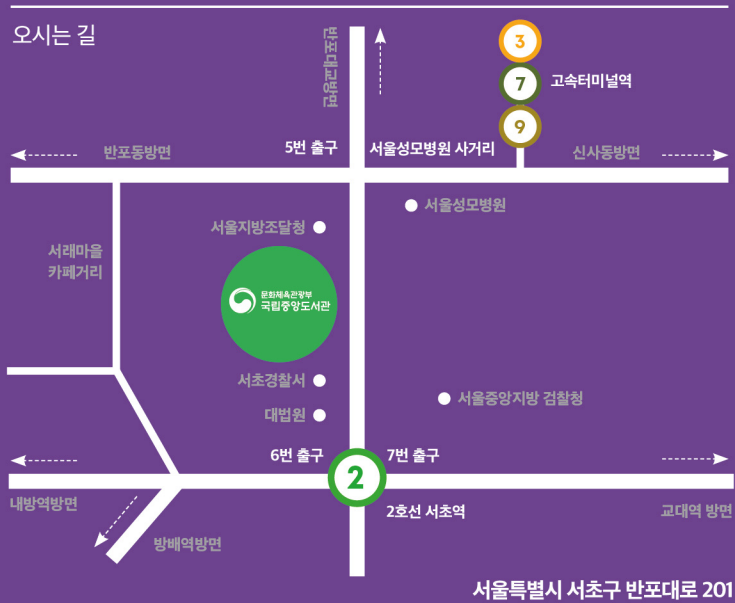 오시는 길
반포대교방면
3
7
고속터미널역
9
반포동방면
5번 출구
서울성모병원 사거리
신사동방면
서울성모병원
서울지방조달청
서래마을
카페거리
문화체육관광부
국립중앙도서관
서초경찰서
서울중앙지방 검찰청
대법원
6번 출구
7번 출구
2
내방역방면
2호선 서초역
교대역 방면
방배역방면
서울특별시 서초구 반포대로 201